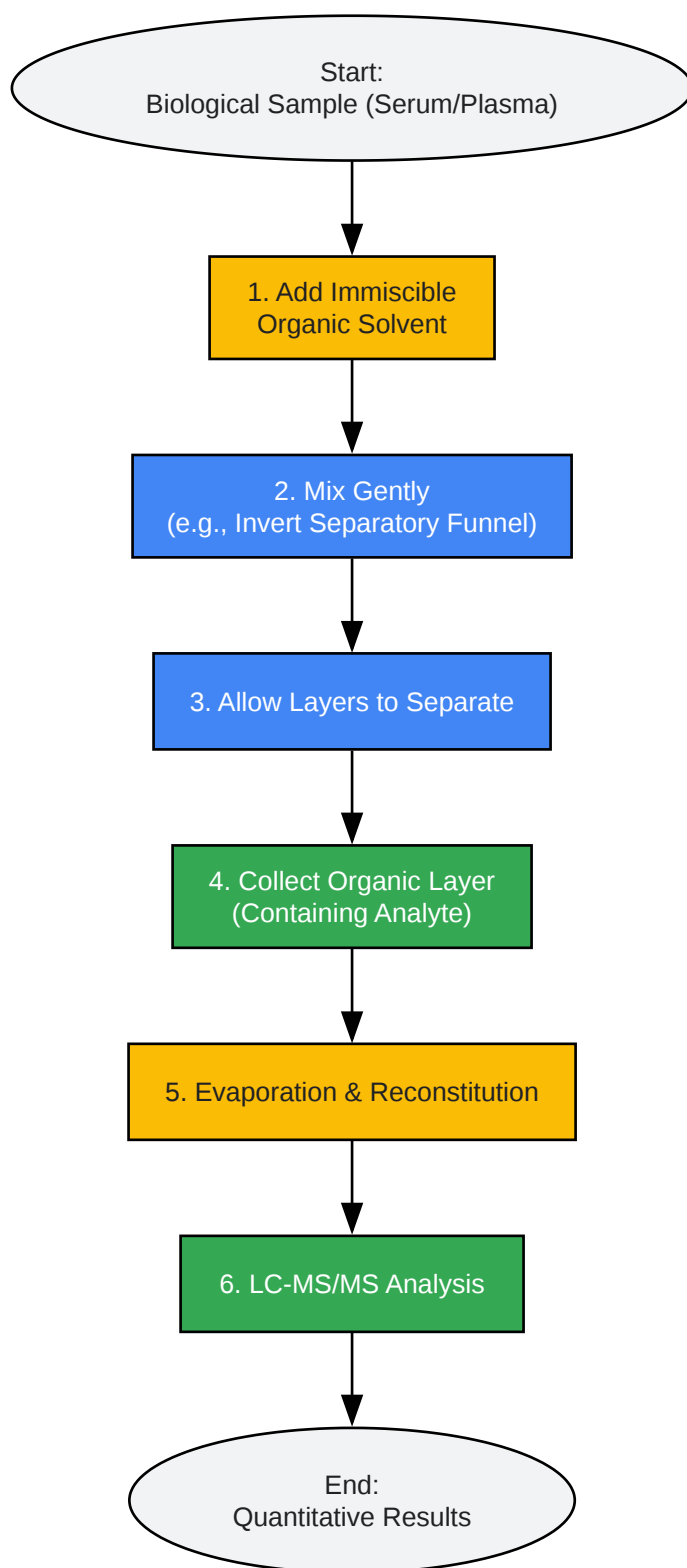 Start:
Biological Sample (Serum/Plasma)
1. Add Immiscible
Organic Solvent
2. Mix Gently
(e.g., Invert Separatory Funnel)
3. Allow Layers to Separate
4. Collect Organic Layer
(Containing Analyte)
5. Evaporation & Reconstitution
6. LC-MS/MS Analysis
End:
Quantitative Results